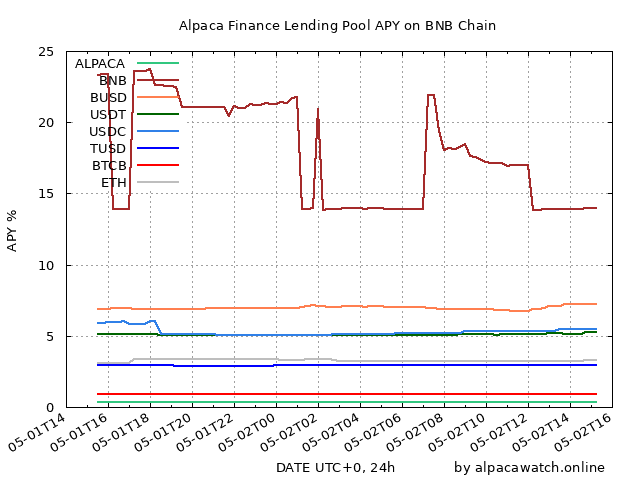 Alpaca Finance Lending Pool APY on BNB Chain
25
20
15
10
5
0
APY %
ALPACA
BNB
BUSD
USDT
USDC
TUSD
BTCB
ETH
05-01T14
05-01T16
05-01T18
05-01T20
05-01T22
05-02T00
05-02T02
05-02T04
05-02T06
05-02T08
05-02T10
05-02T12
05-02T14
05-02T16
DATE UTC+0, 24h
by alpacawatch.online